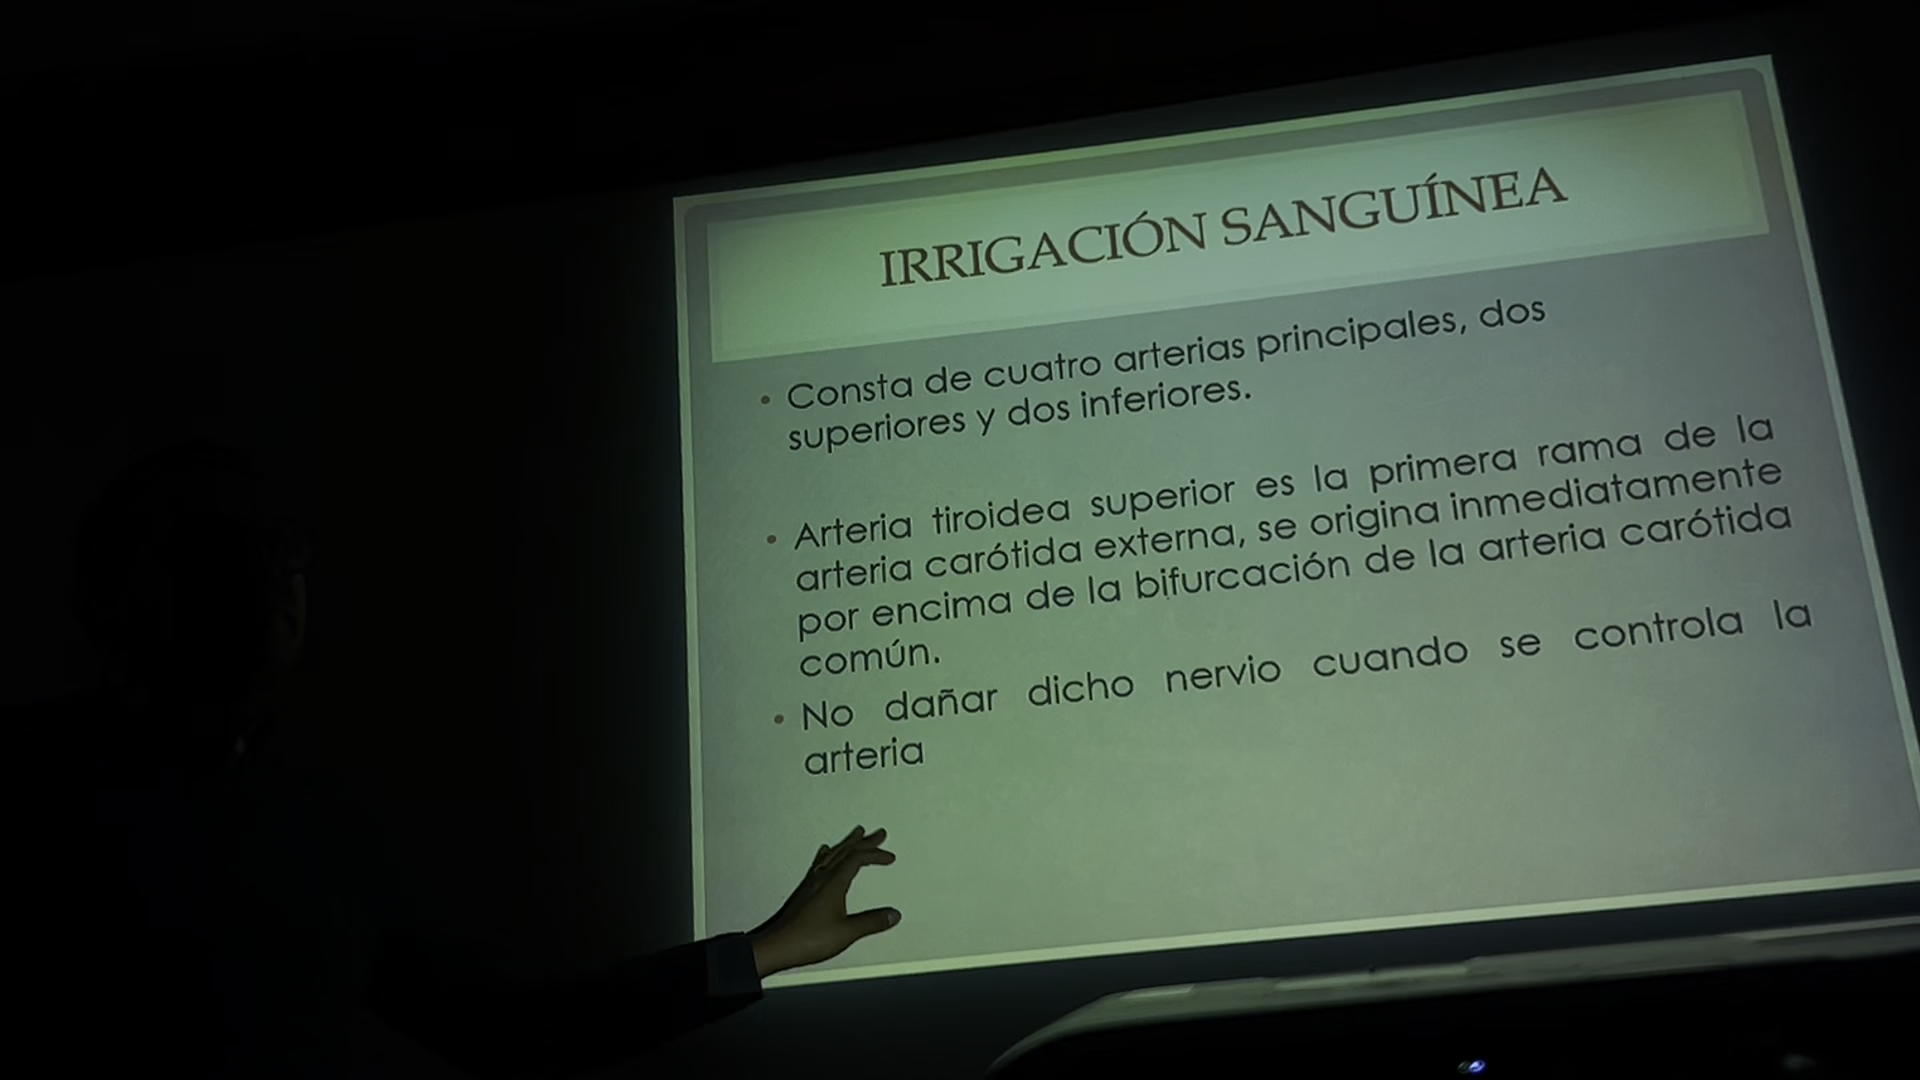 IRRIGACIÓN SANGUÍNEA
• Consta de cuatro arterias principales, dos
superiores y dos inferiores.
• Arteria tiroidea superior es la primera rama de la
arteria carótida externa, se origina inmediatamente
por encima de la bifurcación de la arteria carótida
común.
• No dañar dicho nervio cuando se controla la
arteria